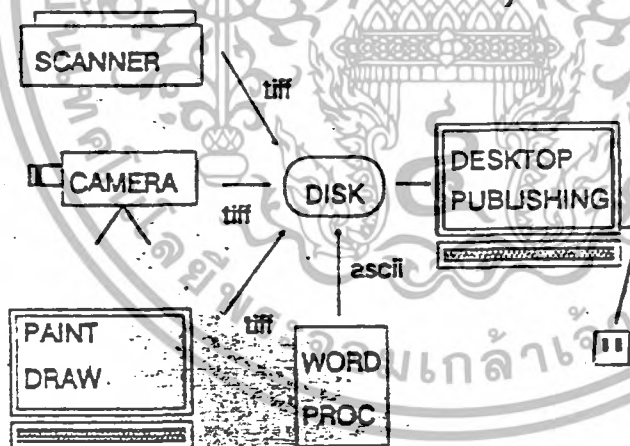 SCANNER
tiff
CAMERA
tiff
DISK
DESKTOP
PUBLISHING
ascii
tiff
PAINT
DRAW
WORD
PROC